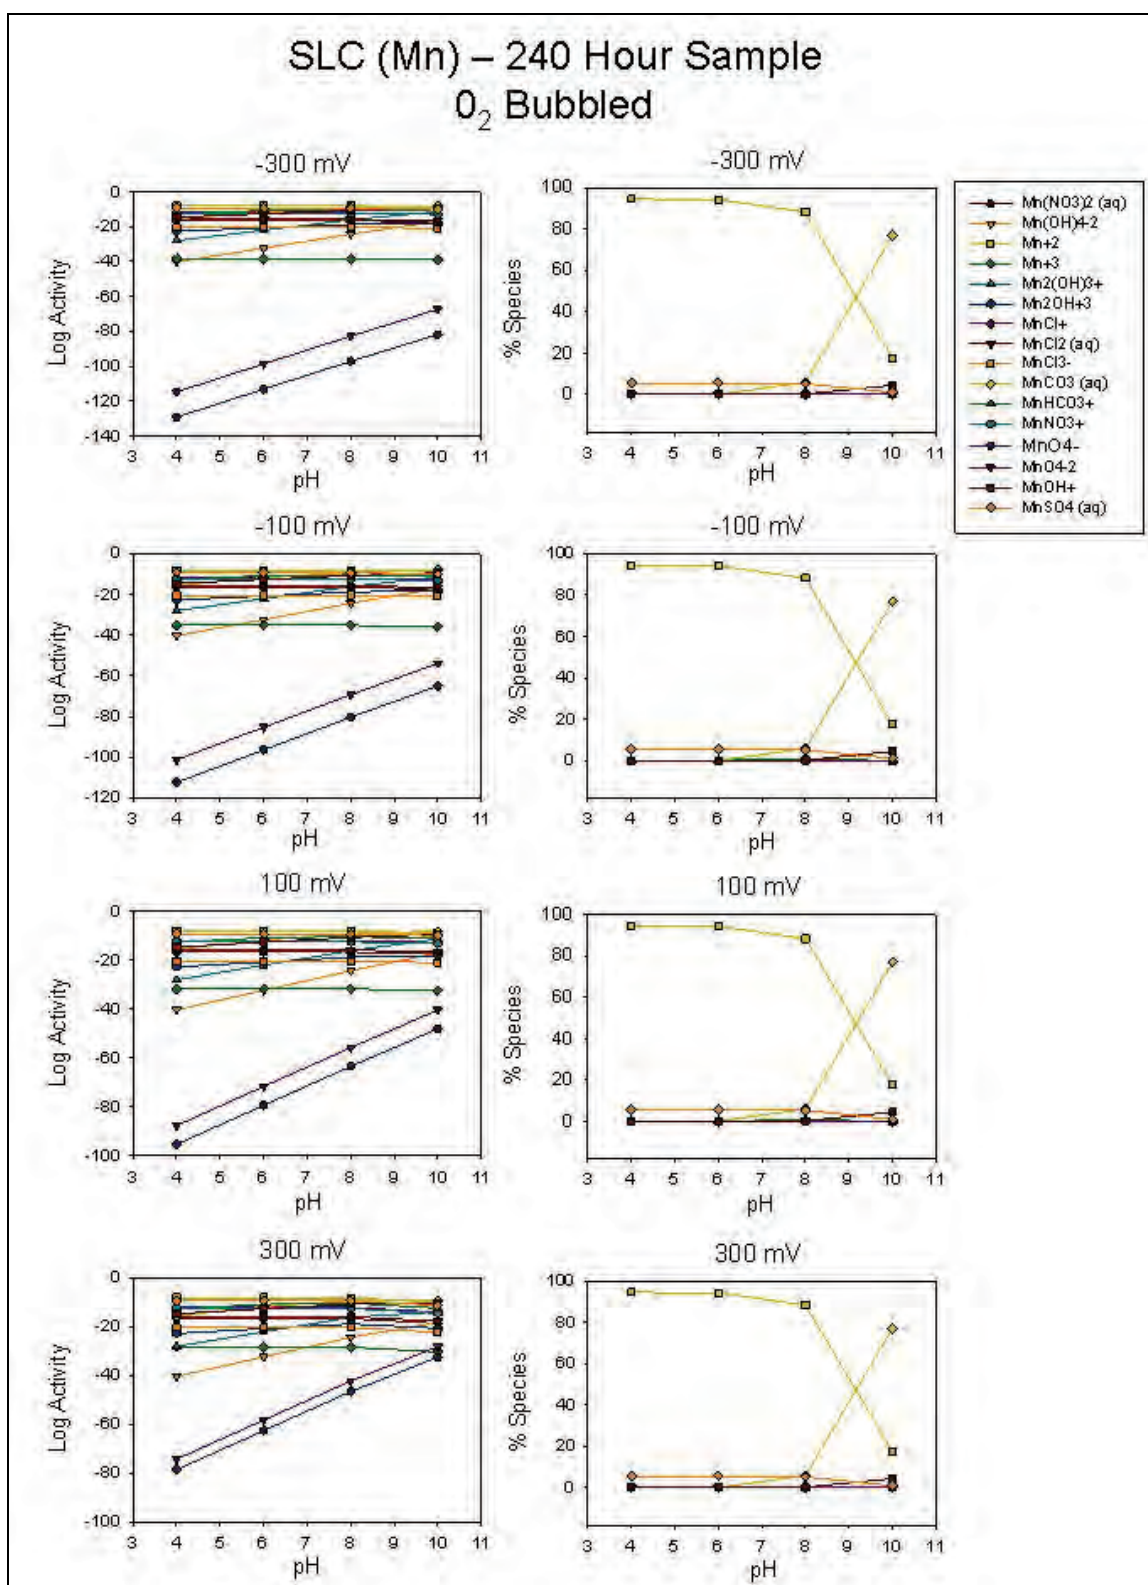 SLC (Mn) – 240 Hour Sample
0₂ Bubbled
-300 mV
-300 mV
0
-20
-40
-60
-80
-100
-120
-140
Log Activity
3 4 5 6 7 8 9 10 11
pH
100
80
60
40
20
0
% Species
3 4 5 6 7 8 9 10 11
pH
Mn(NO3)2 (aq)
Mn(OH)4-2
Mn+2
Mn+3
Mn2(OH)3+
Mn2OH+3
MnCl+
MnCl2 (aq)
MnCl3-
MnCO3 (aq)
MnHCO3+
MnNO3+
MnO4-
MnO4-2
MnOH+
MnSO4 (aq)
-100 mV
-100 mV
0
-20
-40
-60
-80
-100
-120
Log Activity
3 4 5 6 7 8 9 10 11
pH
100
80
60
40
20
0
% Species
3 4 5 6 7 8 9 10 11
pH
100 mV
100 mV
0
-20
-40
-60
-80
-100
Log Activity
3 4 5 6 7 8 9 10 11
pH
100
80
60
40
20
0
% Species
3 4 5 6 7 8 9 10 11
pH
300 mV
300 mV
0
-20
-40
-60
-80
-100
Log Activity
3 4 5 6 7 8 9 10 11
pH
100
80
60
40
20
0
% Species
3 4 5 6 7 8 9 10 11
pH